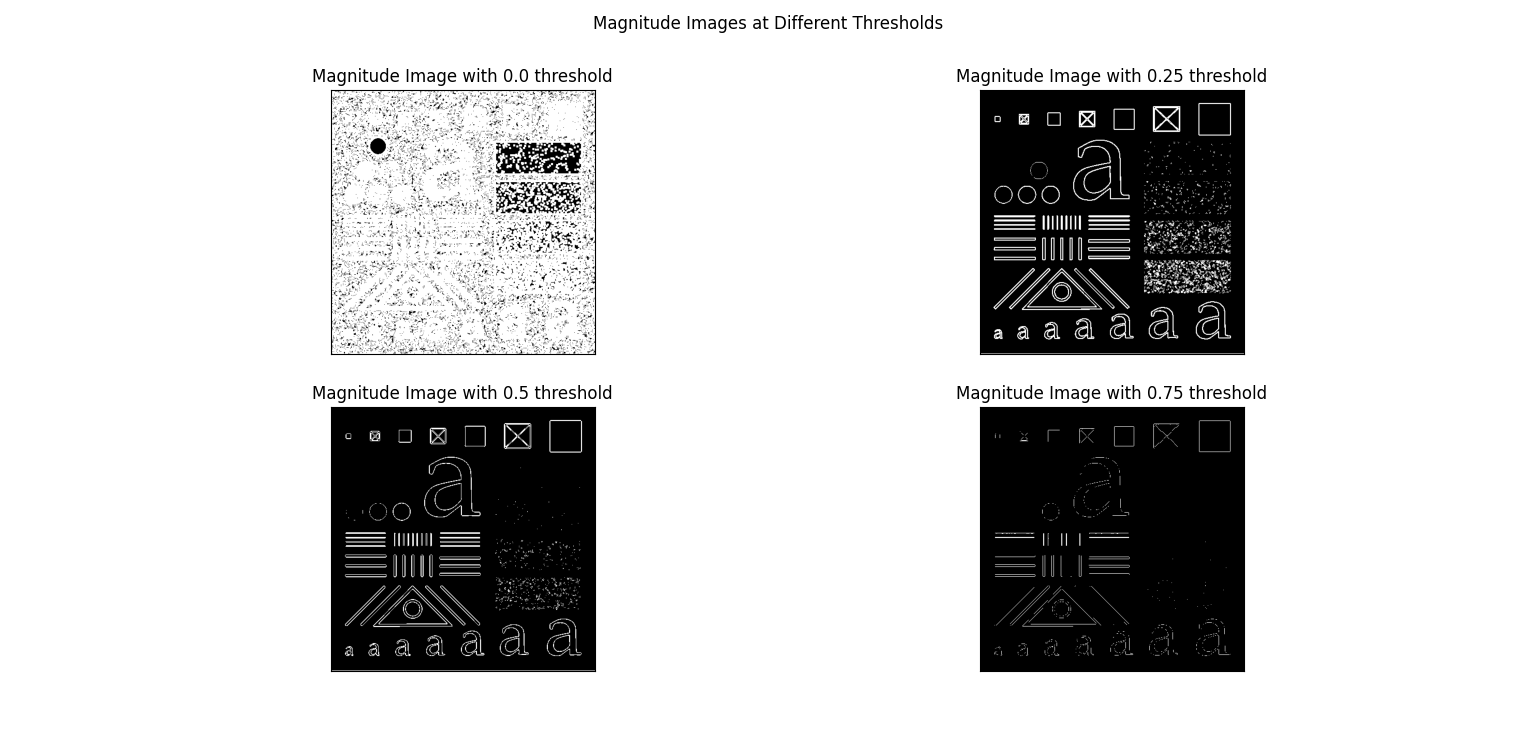 Magnitude Images at Different Thresholds
Magnitude Image with 0.0 threshold
Magnitude Image with 0.25 threshold
a
a
a a a a a a a
a
a a a a a a a
Magnitude Image with 0.5 threshold
Magnitude Image with 0.75 threshold
a
a a a a a a a
a
a a a a a a a